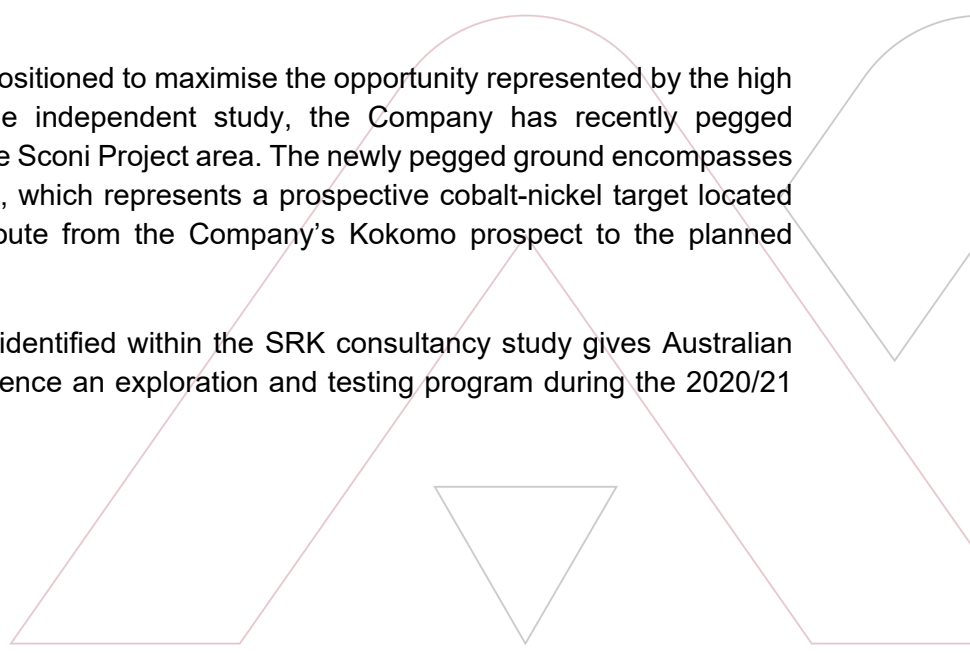 ositioned to maximise the opportunity represented by the high
e independent study, the Company has recently pegged
e Sconi Project area. The newly pegged ground encompasses
, which represents a prospective cobalt-nickel target located
oute from the Company’s Kokomo prospect to the planned
identified within the SRK consultancy study gives Australian
ence an exploration and testing program during the 2020/21